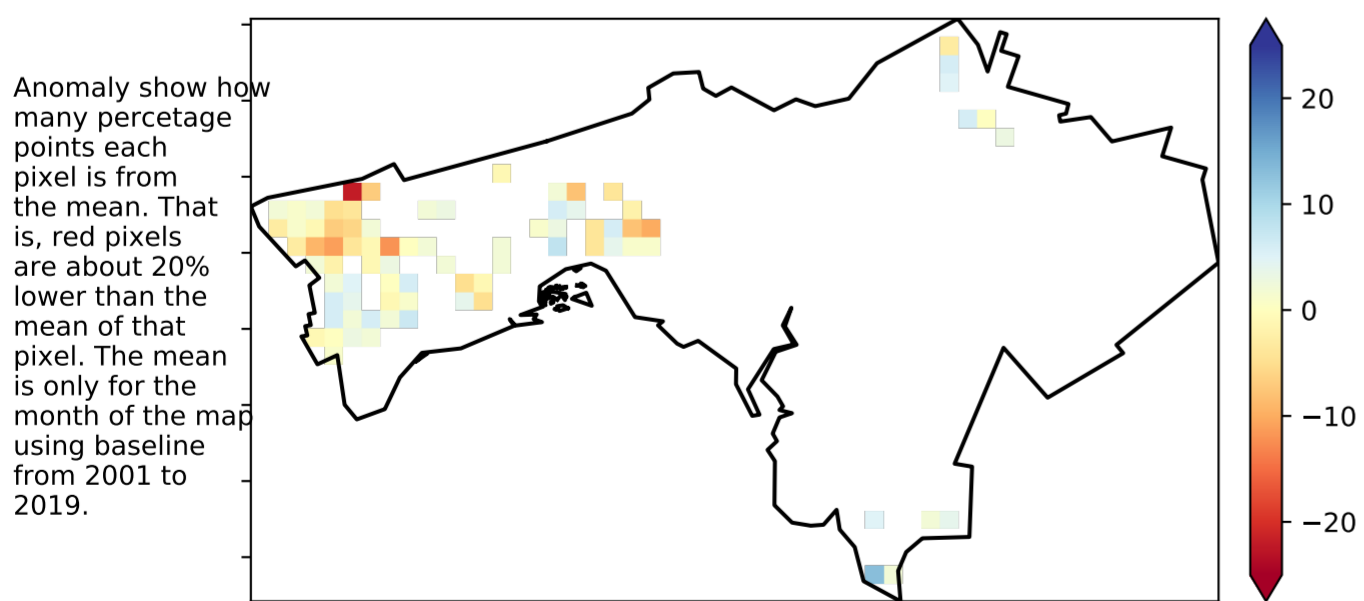 Anomaly show how
many percetage
points each
pixel is from
the mean. That
is, red pixels
are about 20%
lower than the
mean of that
pixel. The mean
is only for the
month of the map
using baseline
from 2001 to
2019.
20
10
0
−10
−20